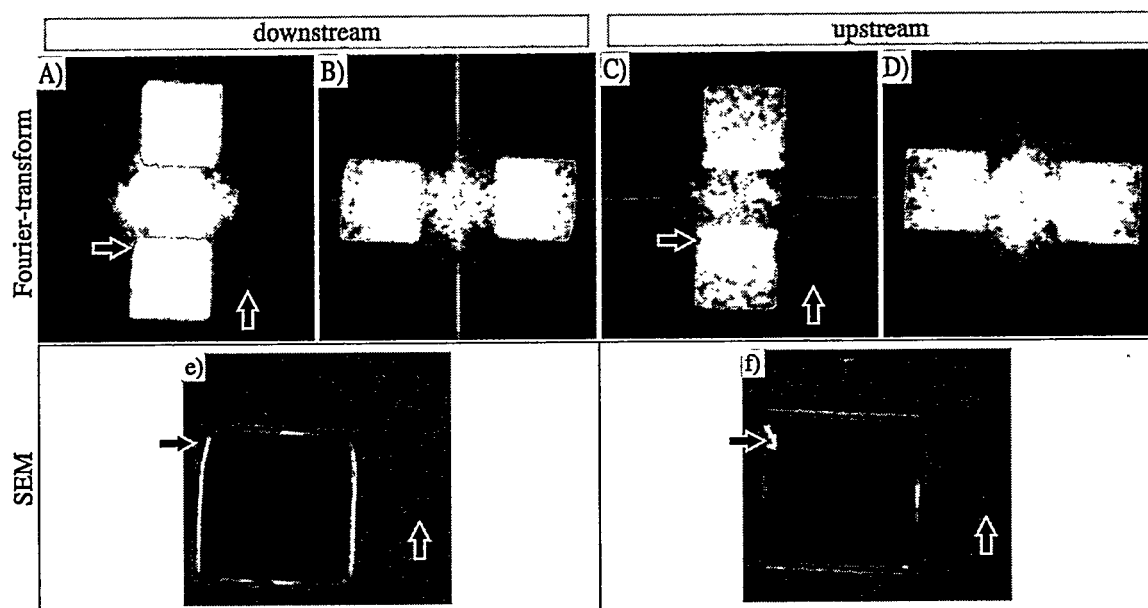 downstream
upstream
A)
B)
C)
D)
Fourier-transform
e)
f)
SEM